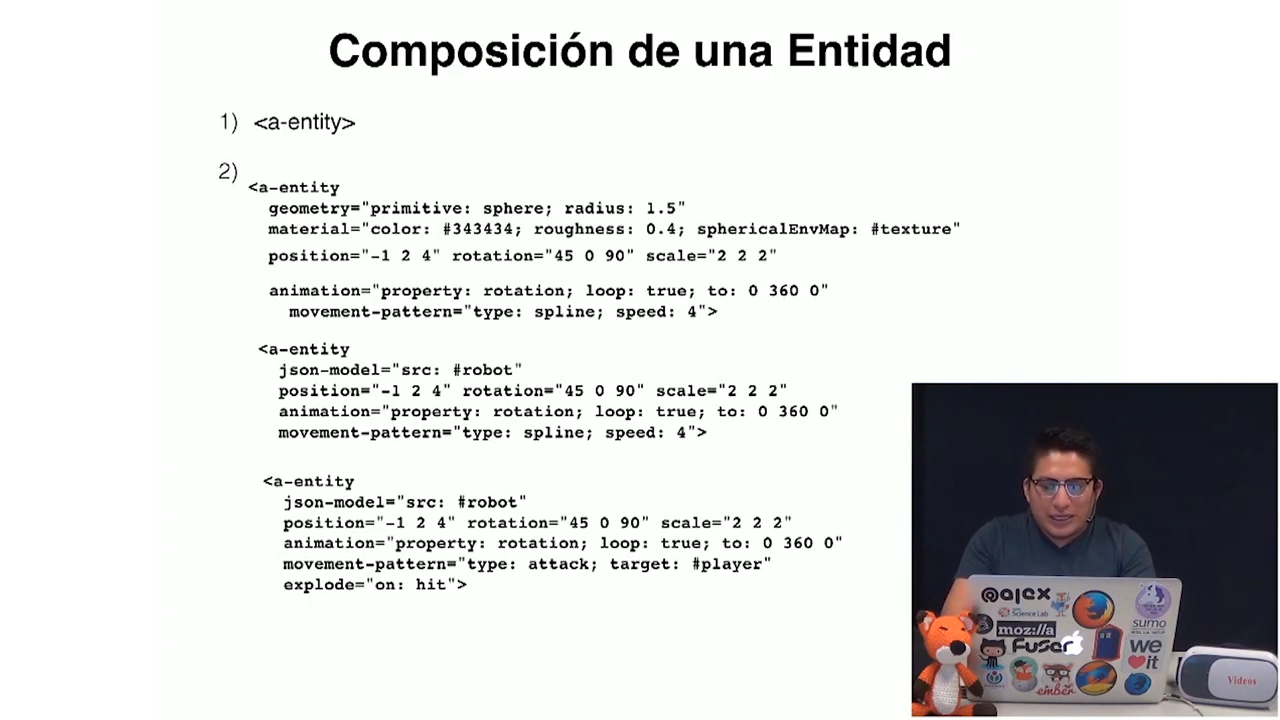 Composición de una Entidad
1) <a-entity>
2)
<a-entity
geometry="primitive: sphere; radius: 1.5"
material="color: #343434; roughness: 0.4; sphericalEnvMap: #texture"
position="-1 2 4" rotation="45 0 90" scale="2 2 2"
animation="property: rotation; loop: true; to: 0 360 0"
movement-pattern="type: spline; speed: 4">
<a-entity
json-model="src: #robot"
position="-1 2 4" rotation="45 0 90" scale="2 2 2"
animation="property: rotation; loop: true; to: 0 360 0"
movement-pattern="type: spline; speed: 4">
<a-entity
json-model="src: #robot"
position="-1 2 4" rotation="45 0 90" scale="2 2 2"
animation="property: rotation; loop: true; to: 0 360 0"
movement-pattern="type: attack; target: #player"
explode="on: hit">
@ajex
Science Lab
moz://a
sumo
Fuser
we
it
ember
Videos